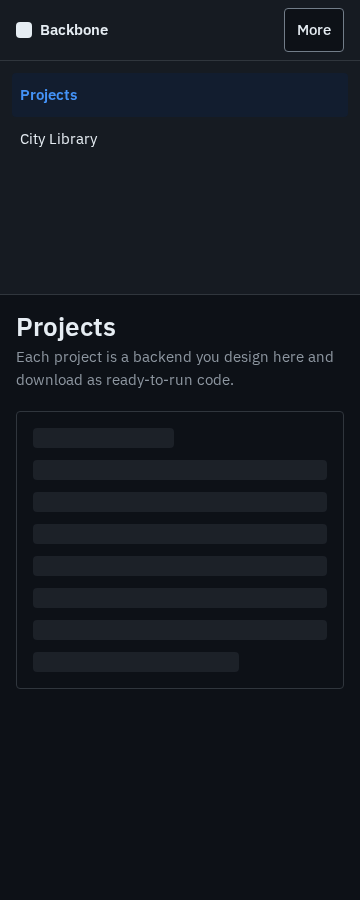 Backbone
More
Projects
City Library
Projects
Each project is a backend you design here and
download as ready-to-run code.